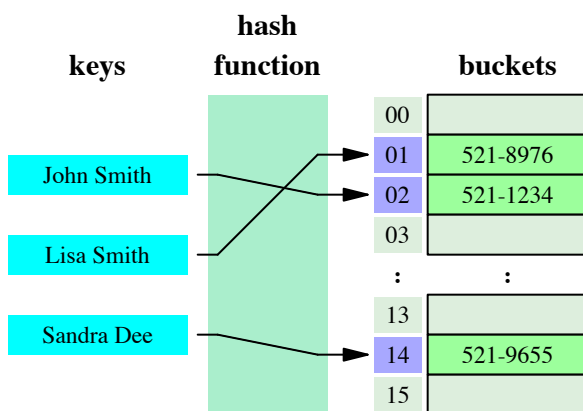 hash
keys function buckets
00
01 521-8976
John Smith 02 521-1234
03
Lisa Smith
: :
13
Sandra Dee
14 521-9655
15